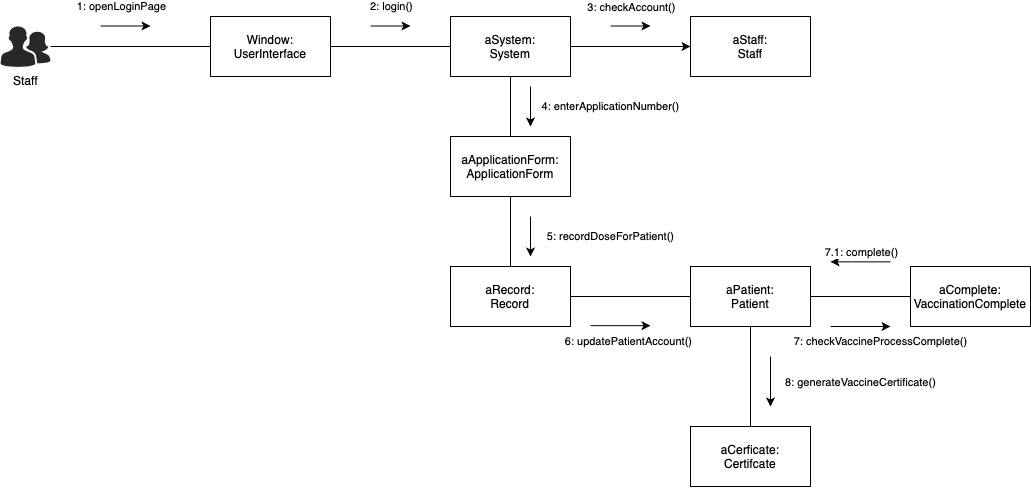 1: openLoginPage
2: login()
3: checkAccount()
Staff
Window:
UserInterface
aSystem:
System
aStaff:
Staff
4: enterApplicationNumber()
aApplicationForm:
ApplicationForm
5: recordDoseForPatient()
7.1: complete()
aRecord:
Record
aPatient:
Patient
aComplete:
VaccinationComplete
6: updatePatientAccount()
7: checkVaccineProcessComplete()
8: generateVaccineCertificate()
aCerficate:
Certifcate